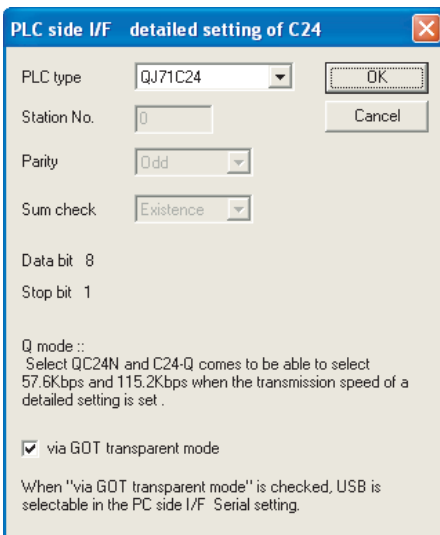 PLC side I/F detailed setting of C24
PLC type QJ71C24 OK
Station No. 0 Cancel
Parity Odd
Sum check Existence
Data bit 8
Stop bit 1
Q mode ::
Select QC24N and C24-Q comes to be able to select
57.6Kbps and 115.2Kbps when the transmission speed of a
detailed setting is set .
via GOT transparent mode
When "via GOT transparent mode" is checked, USB is
selectable in the PC side I/F Serial setting.